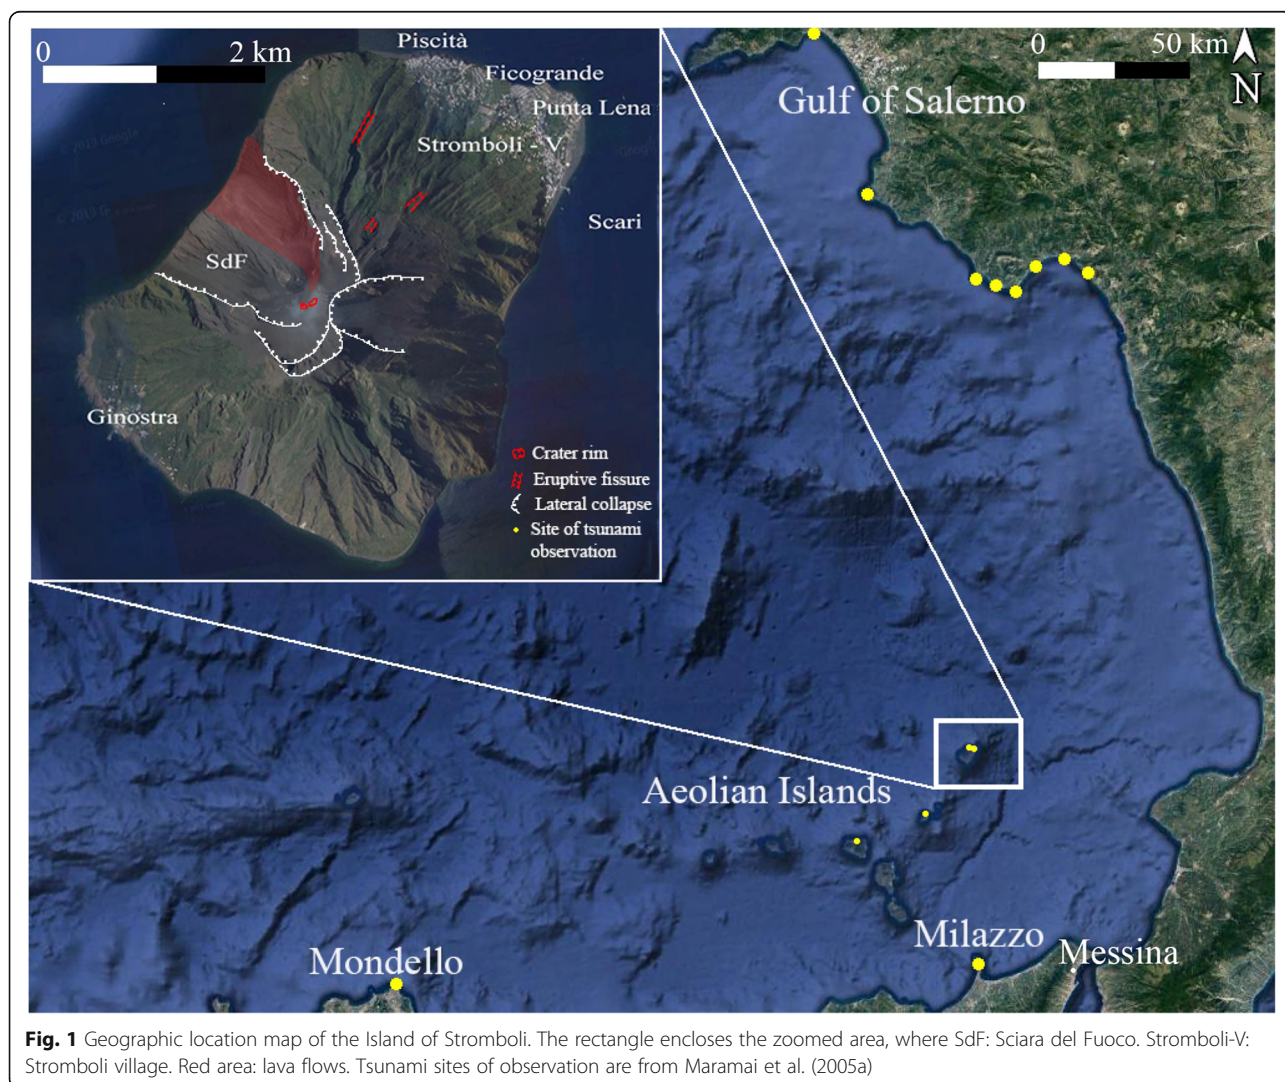 0 2 km
Piscità
Ficogrande
Punta Lena
Stromboli - V
Scari
SdF
Ginostra
Crater rim
Eruptive fissure
Lateral collapse
Site of tsunami
observation
0 50 km
N
Gulf of Salerno
Aeolian Islands
Mondello
Milazzo
Messina
Fig. 1 Geographic location map of the Island of Stromboli. The rectangle encloses the zoomed area, where SdF: Sciara del Fuoco. Stromboli-V:
Stromboli village. Red area: lava flows. Tsunami sites of observation are from Maramai et al. (2005a)